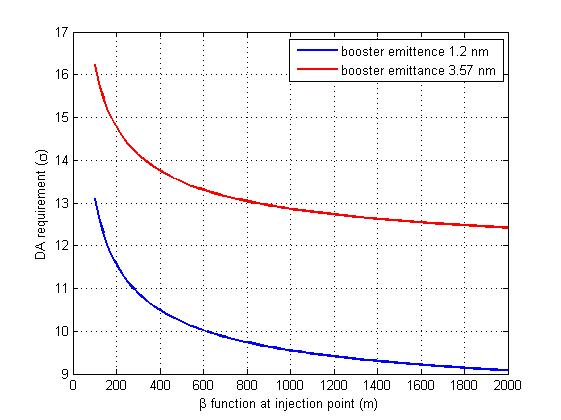 17
16
15
14
13
12
11
10
9
0 200 400 600 800 1000 1200 1400 1600 1800 2000
DA requirement (σ)
β function at injection point (m)
booster emittence 1.2 nm
booster emittance 3.57 nm